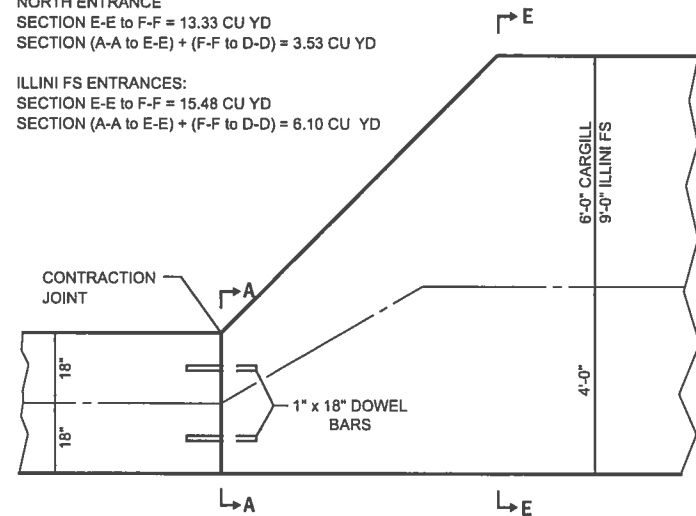 NORTH ENTRANCE
SECTION E-E to F-F = 13.33 CU YD
SECTION (A-A to E-E) + (F-F to D-D) = 3.53 CU YD
ILLINI FS ENTRANCES:
SECTION E-E to F-F = 15.48 CU YD
SECTION (A-A to E-E) + (F-F to D-D) = 6.10 CU YD
E
6'-0" CARGILL
9'-0" ILLINI FS
CONTRACTION
JOINT
A
18"
18"
1" x 18" DOWEL
BARS
4'-0"
A
E